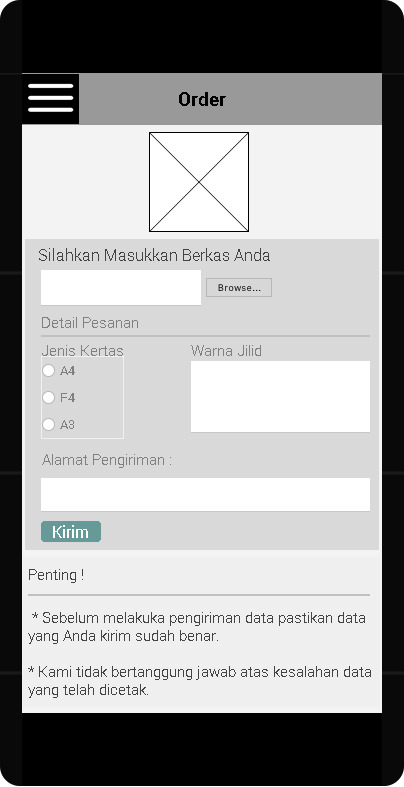 Order
Silahkan Masukkan Berkas Anda
Browse...
Detail Pesanan
Jenis Kertas
Warna Jilid
A4
F4
A3
Alamat Pengiriman :
Kirim
Penting !
* Sebelum melakuka pengiriman data pastikan data
yang Anda kirim sudah benar.
* Kami tidak bertanggung jawab atas kesalahan data
yang telah dicetak.